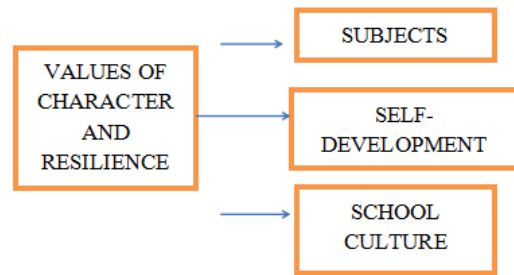 VALUES OF
CHARACTER
AND
RESILIENCE
SUBJECTS
SELF-
DEVELOPMENT
SCHOOL
CULTURE